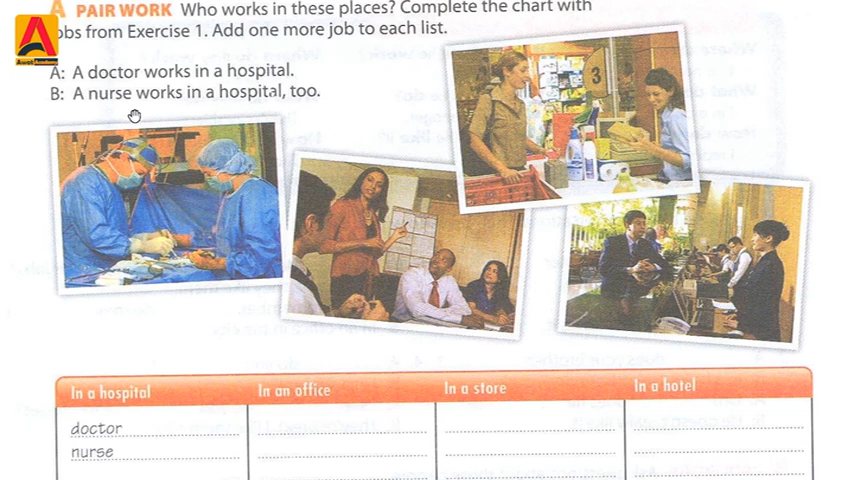 A PAIR WORK Who works in these places? Complete the chart with
obs from Exercise 1. Add one more job to each list.
A: A doctor works in a hospital.
B: A nurse works in a hospital, too.
3
In a hospital In an office In a store In a hotel
doctor
nurse